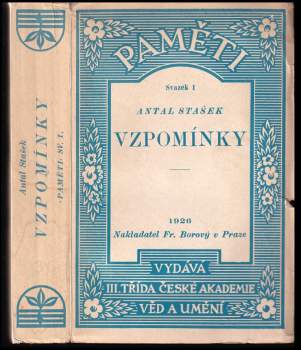 Antal Stašek
VZPOMÍNKY
PAMĚTI SV. I.
PAMĚTI
Svazek I
ANTAL STAŠEK
VZPOMÍNKY
1926
Nakladatel Fr. Borový v Praze
VYDÁVÁ
III. TŘÍDA ČESKÉ AKADEMIE
VĚD A UMĚNÍ